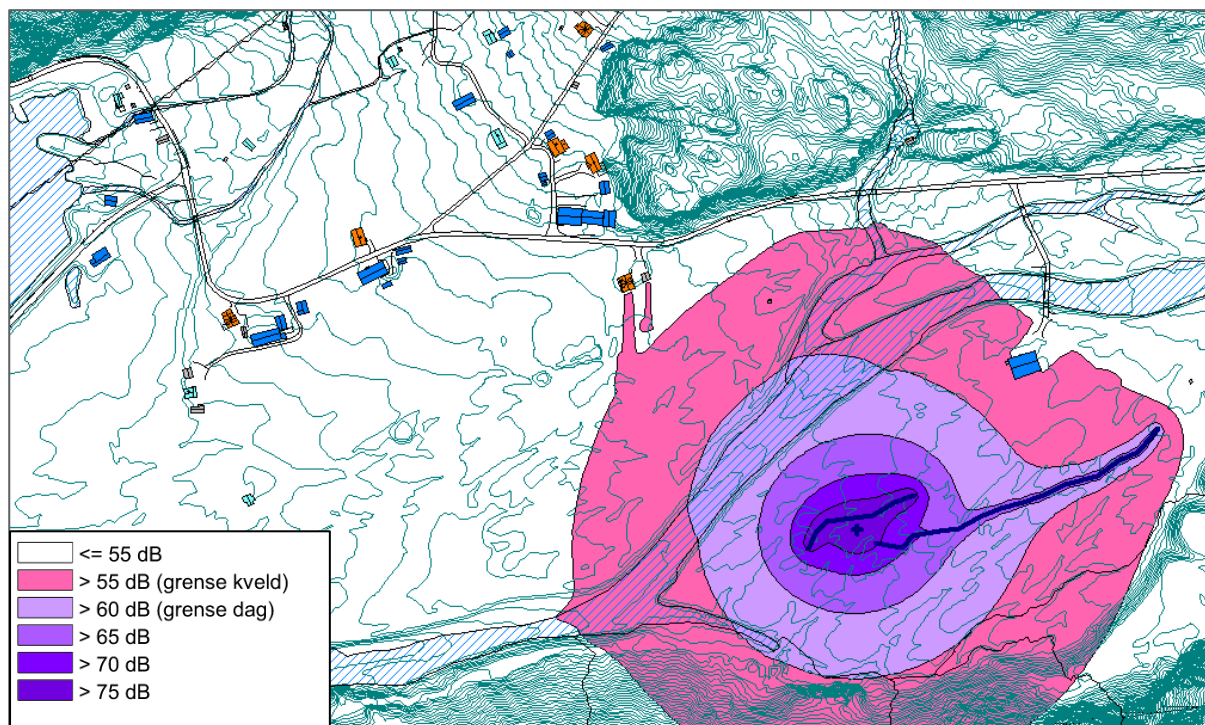 <= 55 dB
> 55 dB (grense kveld)
> 60 dB (grense dag)
> 65 dB
> 70 dB
> 75 dB